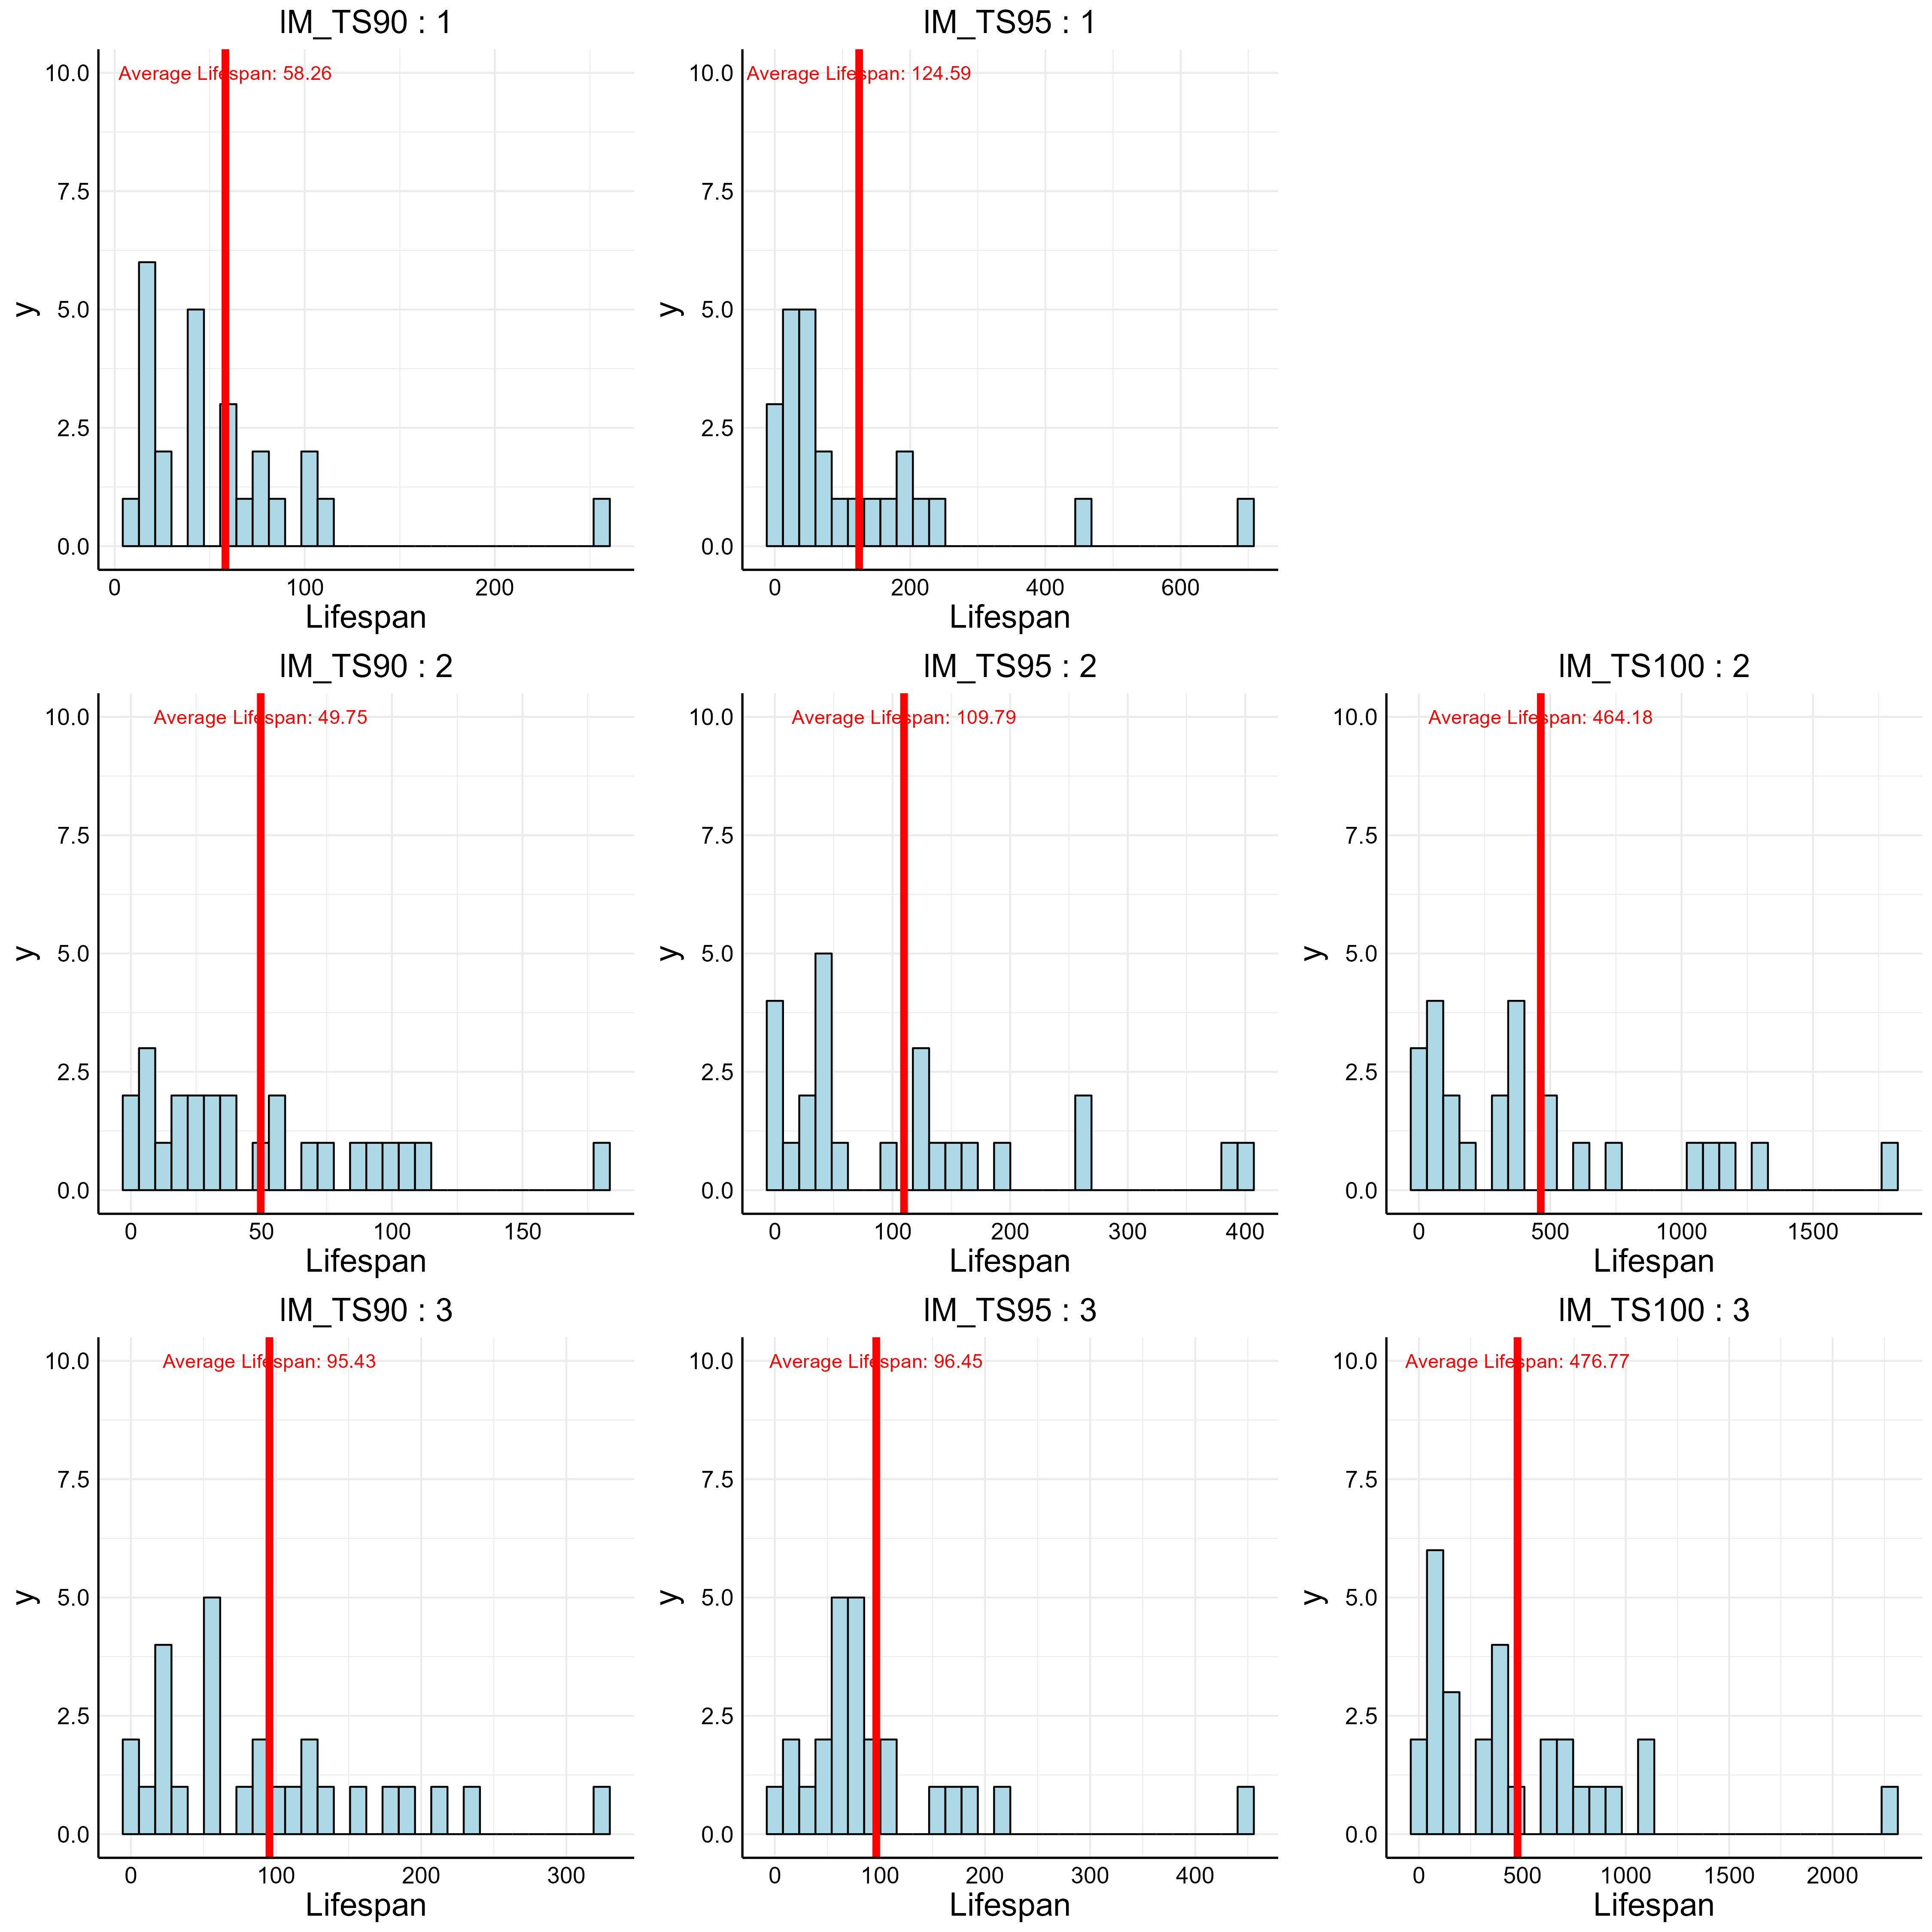 IM_TS90 : 1
Average Lifespan: 58.26
10.0
7.5
5.0
2.5
0.0
y
0 100 200
Lifespan
IM_TS95 : 1
Average Lifespan: 124.59
10.0
7.5
5.0
2.5
0.0
y
0 200 400 600
Lifespan
IM_TS90 : 2
Average Lifespan: 49.75
10.0
7.5
5.0
2.5
0.0
y
0 50 100 150
Lifespan
IM_TS95 : 2
Average Lifespan: 109.79
10.0
7.5
5.0
2.5
0.0
y
0 100 200 300 400
Lifespan
IM_TS100 : 2
Average Lifespan: 464.18
10.0
7.5
5.0
2.5
0.0
y
0 500 1000 1500
Lifespan
IM_TS90 : 3
Average Lifespan: 95.43
10.0
7.5
5.0
2.5
0.0
y
0 100 200 300
Lifespan
IM_TS95 : 3
Average Lifespan: 96.45
10.0
7.5
5.0
2.5
0.0
y
0 100 200 300 400
Lifespan
IM_TS100 : 3
Average Lifespan: 476.77
10.0
7.5
5.0
2.5
0.0
y
0 500 1000 1500 2000
Lifespan